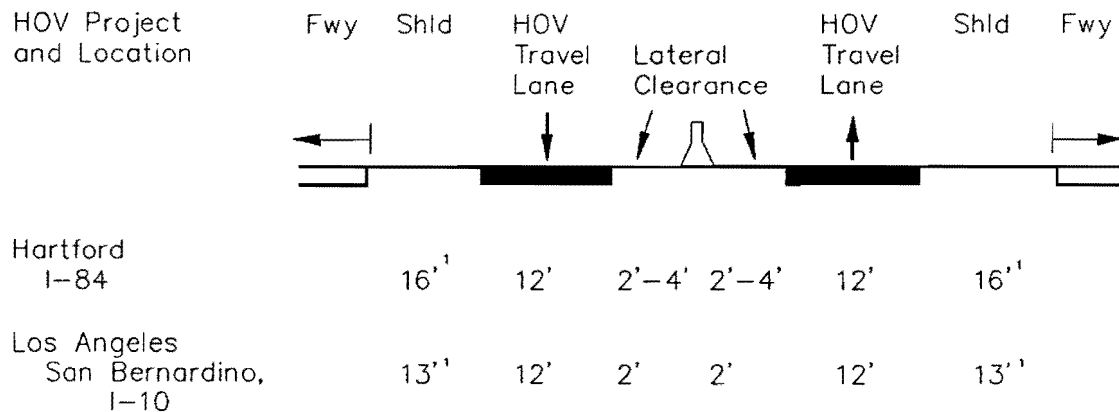 HOV Project Fwy Shld HOV HOV Shld Fwy
and Location Travel Lateral Travel
Lane Clearance Lane
Hartford
I-84 16'¹ 12' 2'-4' 2'-4' 12' 16'¹
Los Angeles
San Bernardino, 13'¹ 12' 2' 2' 12' 13'¹
I-10